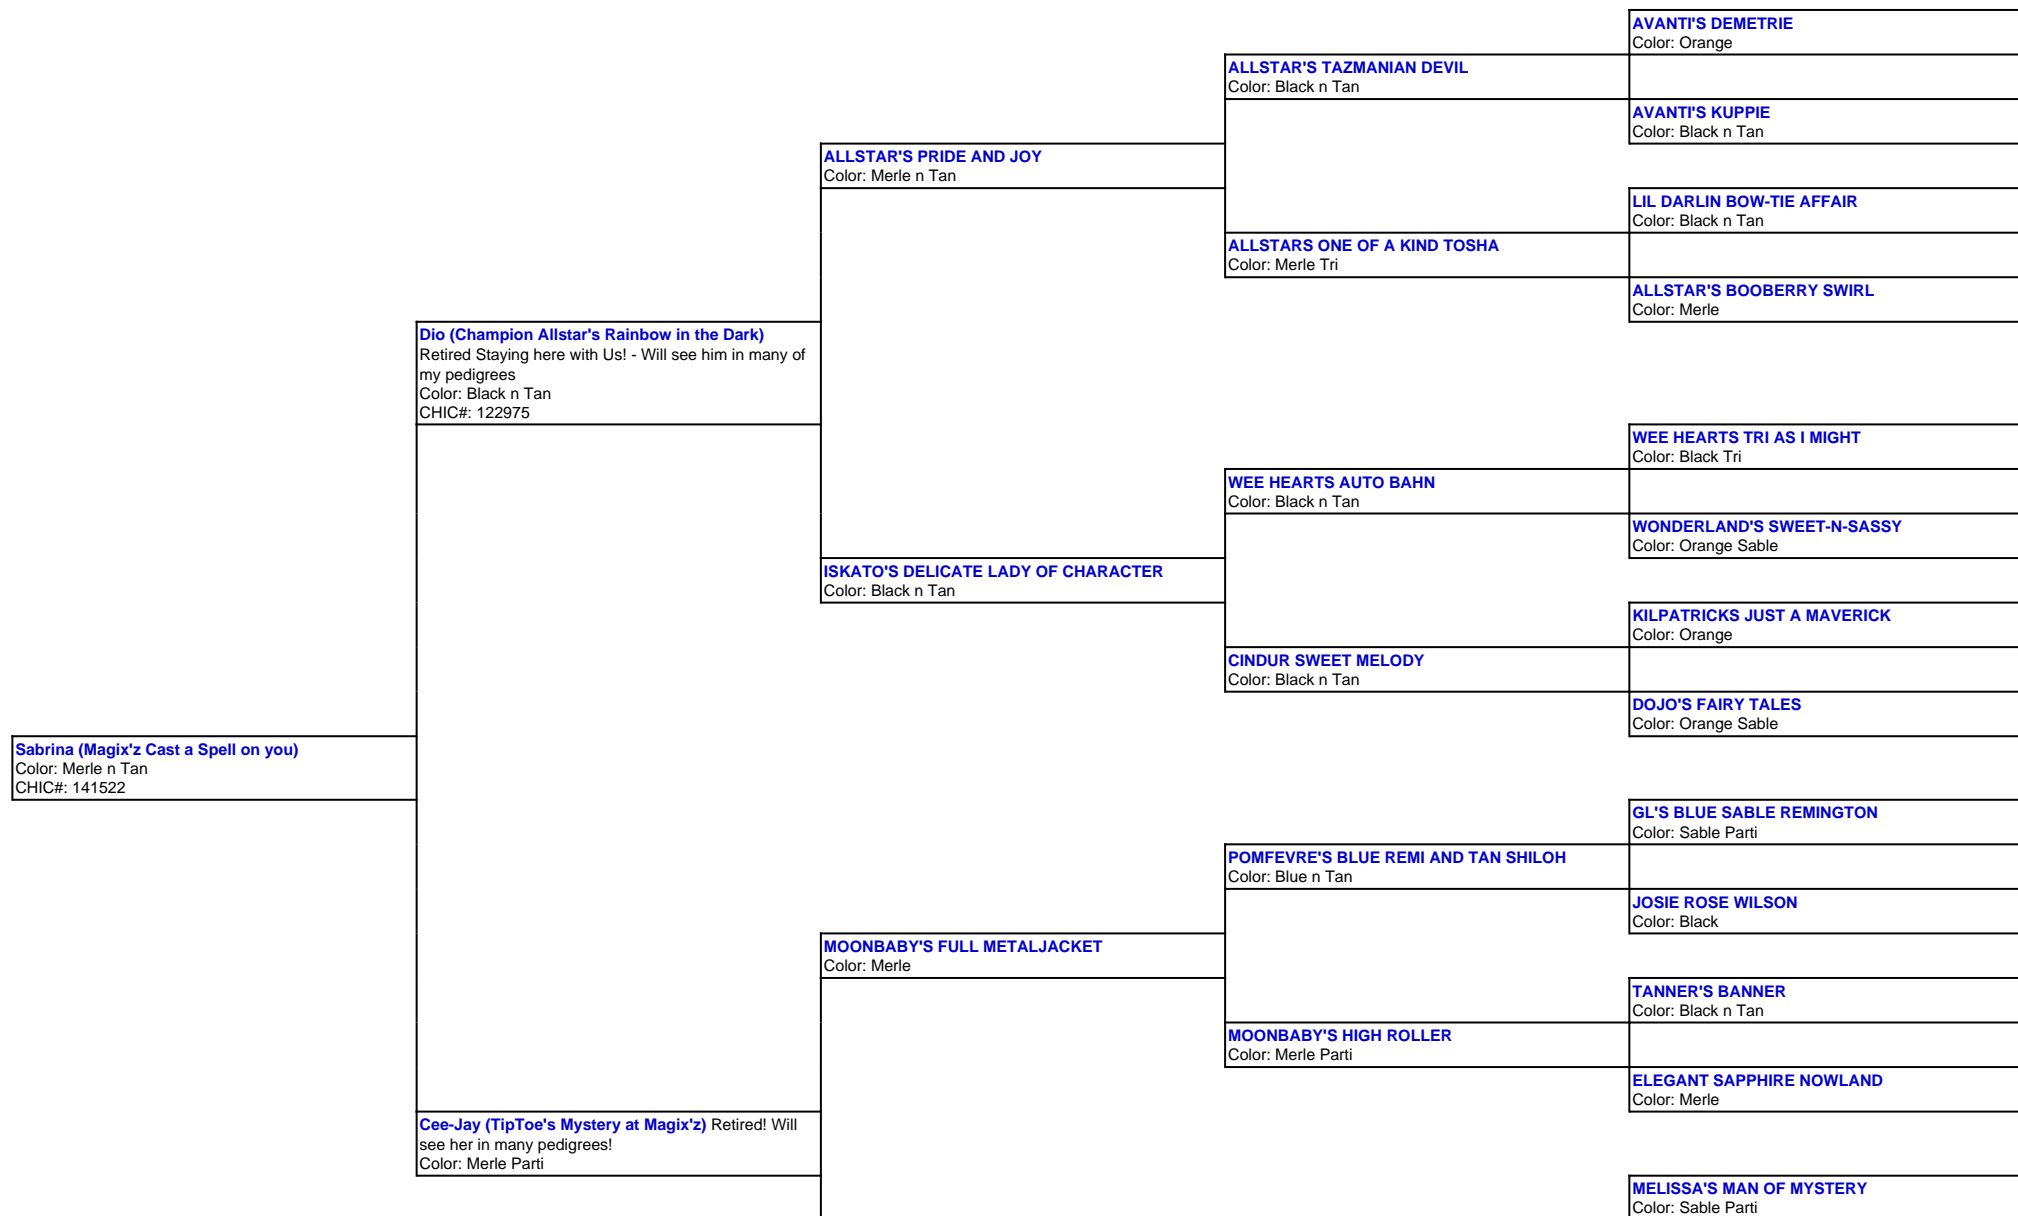 AVANTI'S DEMETRIE
Color: Orange
ALLSTAR'S TAZMANIAN DEVIL
Color: Black n Tan
AVANTI'S KUPPIE
Color: Black n Tan
ALLSTAR'S PRIDE AND JOY
Color: Merle n Tan
LIL DARLIN BOW-TIE AFFAIR
Color: Black n Tan
ALLSTARS ONE OF A KIND TOSHA
Color: Merle Tri
ALLSTAR'S BOOBERRY SWIRL
Color: Merle
Dio (Champion Allstar's Rainbow in the Dark)
Retired Staying here with Us! - Will see him in many of
my pedigrees
Color: Black n Tan
CHIC#: 122975
WEE HEARTS TRI AS I MIGHT
Color: Black Tri
WEE HEARTS AUTO BAHN
Color: Black n Tan
WONDERLAND'S SWEET-N-SASSY
Color: Orange Sable
ISKATO'S DELICATE LADY OF CHARACTER
Color: Black n Tan
KILPATRICKS JUST A MAVERICK
Color: Orange
CINDUR SWEET MELODY
Color: Black n Tan
DOJO'S FAIRY TALES
Color: Orange Sable
Sabrina (Magix'z Cast a Spell on you)
Color: Merle n Tan
CHIC#: 141522
GL'S BLUE SABLE REMINGTON
Color: Sable Parti
POMFEVRE'S BLUE REMI AND TAN SHILOH
Color: Blue n Tan
JOSIE ROSE WILSON
Color: Black
MOONBABY'S FULL METALJACKET
Color: Merle
TANNER'S BANNER
Color: Black n Tan
MOONBABY'S HIGH ROLLER
Color: Merle Parti
ELEGANT SAPPHIRE NOWLAND
Color: Merle
Cee-Jay (TipToe's Mystery at Magix'z) Retired! Will
see her in many pedigrees!
Color: Merle Parti
MELISSA'S MAN OF MYSTERY
Color: Sable Parti